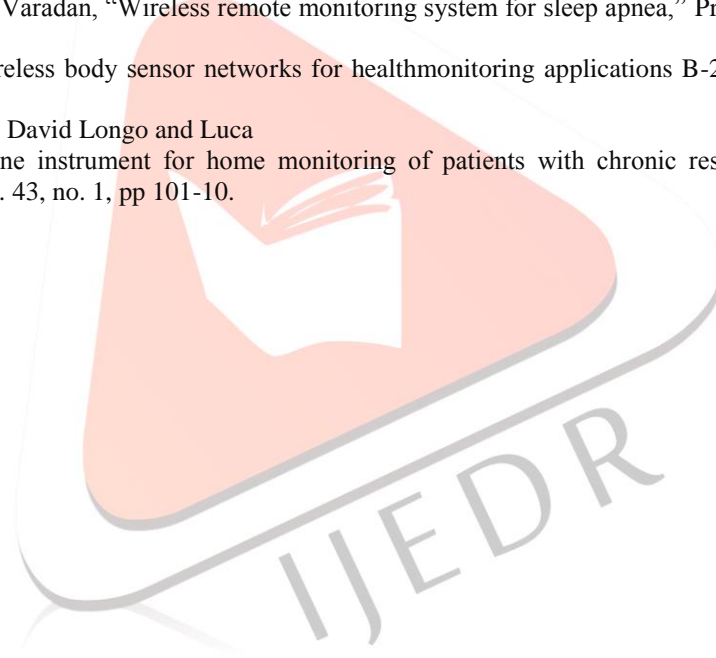 Varadan, “Wireless remote monitoring system for sleep apnea,” Pr
reless body sensor networks for healthmonitoring applications B-2
David Longo and Luca
ne instrument for home monitoring of patients with chronic res
. 43, no. 1, pp 101-10.
IJEDR